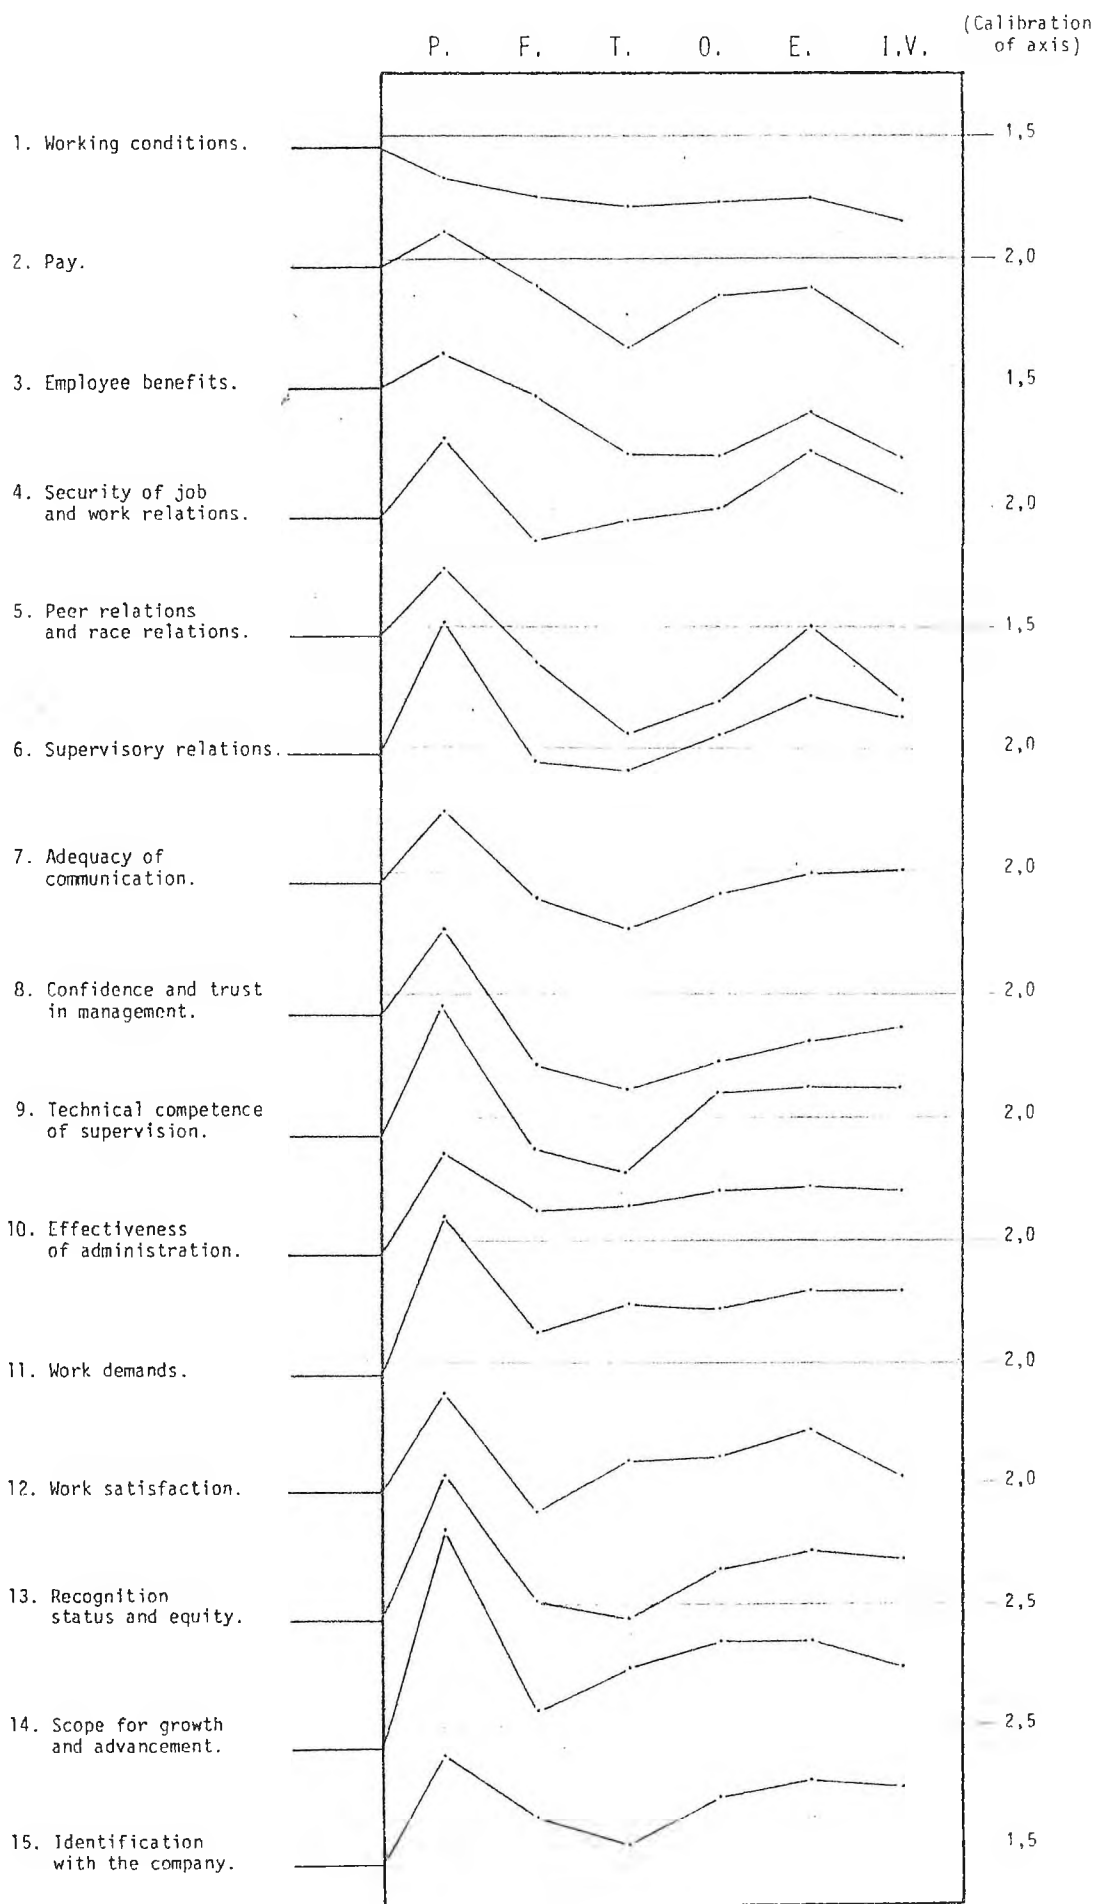 (Calibration
of axis)
P. F. T. O. E. I.V.
1. Working conditions.
1,5
2. Pay.
2,0
3. Employee benefits.
1,5
4. Security of job
and work relations.
2,0
5. Peer relations
and race relations.
1,5
6. Supervisory relations.
2,0
7. Adequacy of
communication.
2,0
8. Confidence and trust
in management.
2,0
9. Technical competence
of supervision.
2,0
10. Effectiveness
of administration.
2,0
11. Work demands.
2,0
12. Work satisfaction.
2,0
13. Recognition
status and equity.
2,5
14. Scope for growth
and advancement.
2,5
15. Identification
with the company.
1,5